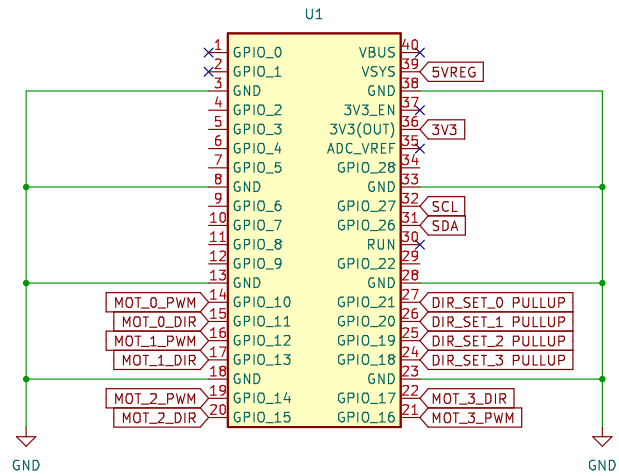 U1
1 GPIO_0 VBUS 40
2 GPIO_1 VSYS 39 5VREG
3 GND GND 38
4 GPIO_2 3V3_EN 37
5 GPIO_3 3V3(OUT) 36 3V3
6 GPIO_4 ADC_VREF 35
7 GPIO_5 GPIO_28 34
8 GND GND 33
9 GPIO_6 GPIO_27 32 SCL
10 GPIO_7 GPIO_26 31 SDA
11 GPIO_8 RUN 30
12 GPIO_9 GPIO_22 29
13 GND GND 28
MOT_0_PWM 14 GPIO_10 GPIO_21 27 DIR_SET_0 PULLUP
MOT_0_DIR 15 GPIO_11 GPIO_20 26 DIR_SET_1 PULLUP
MOT_1_PWM 16 GPIO_12 GPIO_19 25 DIR_SET_2 PULLUP
MOT_1_DIR 17 GPIO_13 GPIO_18 24 DIR_SET_3 PULLUP
18 GND GND 23
MOT_2_PWM 19 GPIO_14 GPIO_17 22 MOT_3_DIR
MOT_2_DIR 20 GPIO_15 GPIO_16 21 MOT_3_PWM
GND GND